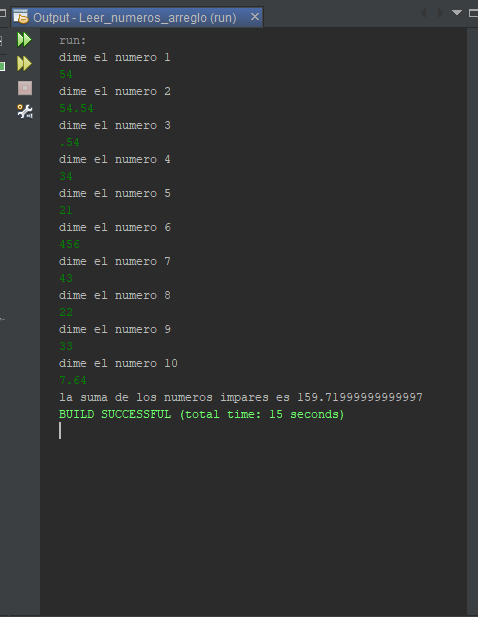 Output - Leer_numeros_arreglo (run)
run:
dime el numero 1
54
dime el numero 2
54.54
dime el numero 3
.54
dime el numero 4
34
dime el numero 5
21
dime el numero 6
456
dime el numero 7
43
dime el numero 8
22
dime el numero 9
33
dime el numero 10
7.64
la suma de los numeros impares es 159.71999999999997
BUILD SUCCESSFUL (total time: 15 seconds)